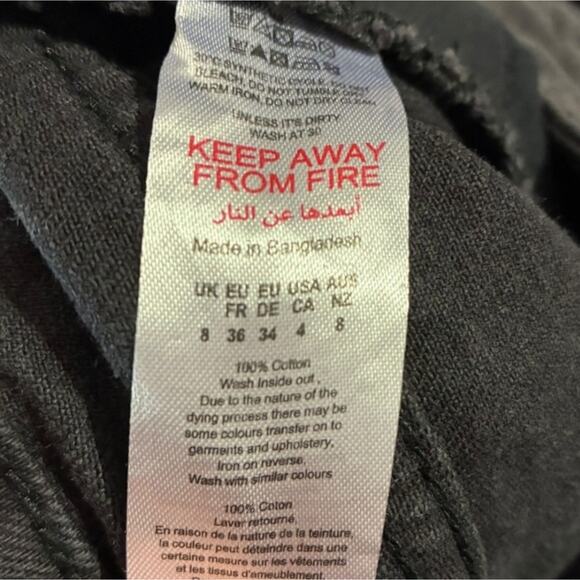 30°C SYNTHETIC CYCLE, DO NOT
BLEACH, DO NOT TUMBLE DRY
WARM IRON, DO NOT DRY CLEAN
UNLESS IT'S DIRTY
WASH AT 30
KEEP AWAY
FROM FIRE
أبعدها عن النار
Made in Bangladesh
UK EU EU USA AUS
FR DE CA NZ
8 36 34 4 8
100% Cotton
Wash Inside out,
Due to the nature of the
dying process there may be
some colours transfer on to
garments and upholstery,
Iron on reverse,
Wash with similar colours
100% Coton
Laver retourné,
En raison de la nature de la teinture,
la couleur peut déteindre dans une
certaine mesure sur les vêtements
et les tissus d'ameublement.